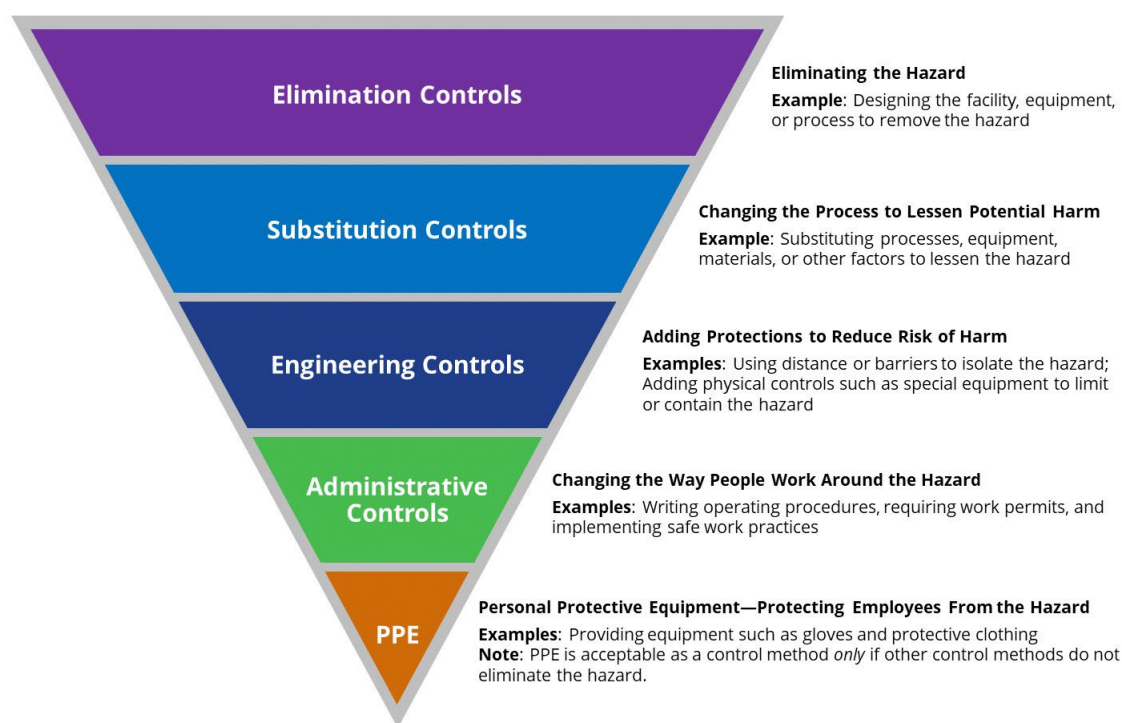 Elimination Controls
Eliminating the Hazard
Example: Designing the facility, equipment,
or process to remove the hazard
Substitution Controls
Changing the Process to Lessen Potential Harm
Example: Substituting processes, equipment,
materials, or other factors to lessen the hazard
Engineering Controls
Adding Protections to Reduce Risk of Harm
Examples: Using distance or barriers to isolate the hazard;
Adding physical controls such as special equipment to limit
or contain the hazard
Administrative
Controls
Changing the Way People Work Around the Hazard
Examples: Writing operating procedures, requiring work permits, and
implementing safe work practices
PPE
Personal Protective Equipment—Protecting Employees From the Hazard
Examples: Providing equipment such as gloves and protective clothing
Note: PPE is acceptable as a control method only if other control methods do not
eliminate the hazard.